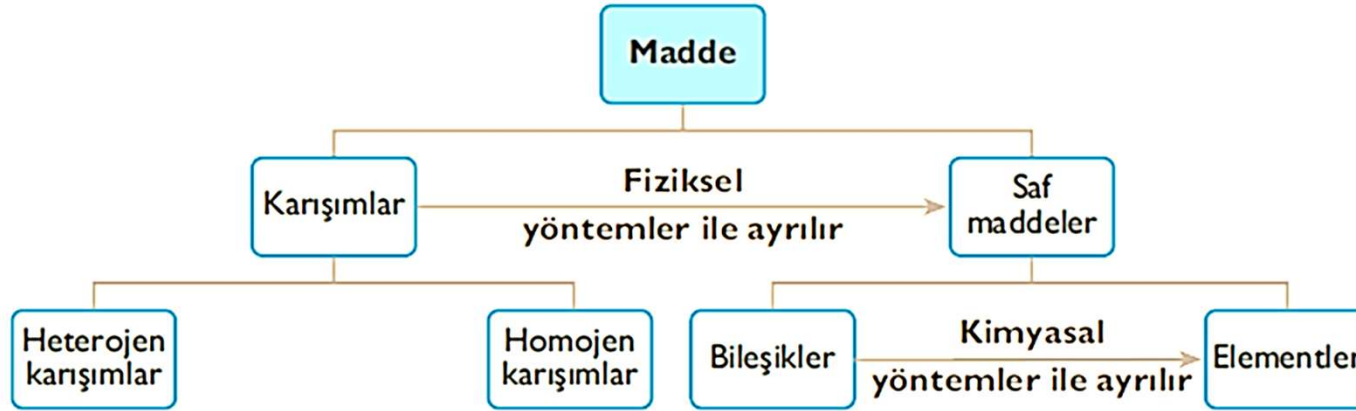 Madde
Karışımlar
Fiziksel
yöntemler ile ayrılır
Saf
maddeler
Heterojen
karışımlar
Homojen
karışımlar
Bileşikler
Kimyasal
yöntemler ile ayrılır
Elementler